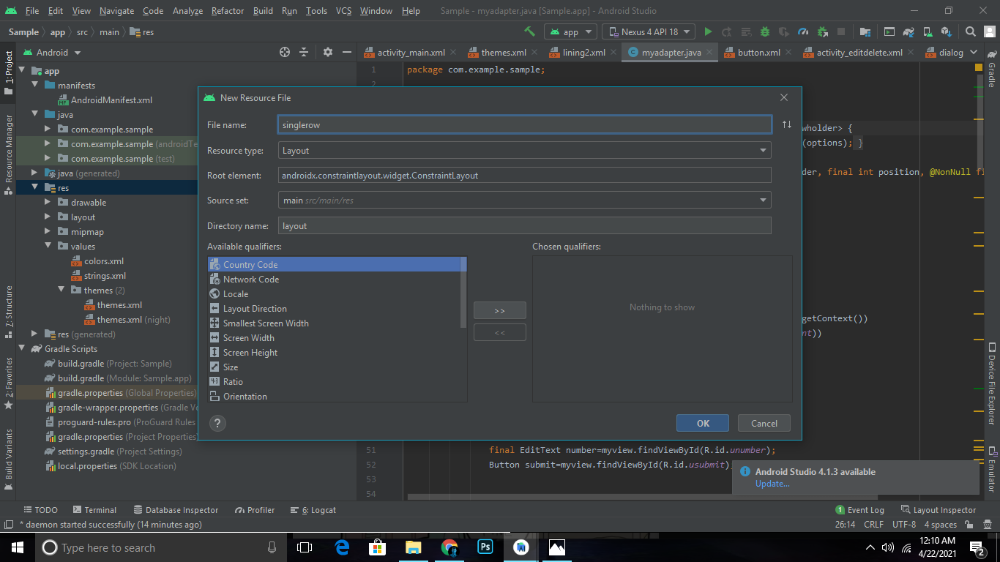 File Edit View Navigate Code Analyze Refactor Build Run Tools VCS Window Help Sample - myadapter.java [Sample.app] - Android Studio
Sample app src main res app Nexus 4 API 18
1: Project
Android
activity_main.xml themes.xml lining2.xml myadapter.java button.xml activity_editdelete.xml dialog
Gradle
app
manifests
AndroidManifest.xml
java
com.example.sample
com.example.sample (androidTe
com.example.sample (test)
java (generated)
res
drawable
layout
mipmap
values
colors.xml
strings.xml
themes (2)
themes.xml
themes.xml (night)
res (generated)
Gradle Scripts
build.gradle (Project: Sample)
build.gradle (Module: Sample.app)
gradle.properties (Global Properties)
gradle-wrapper.properties (Gradle Ve
proguard-rules.pro (ProGuard Rules
gradle.properties (Project Properties
settings.gradle (Project Settings)
local.properties (SDK Location)
Resource Manager
7: Structure
2: Favorites
Build Variants
1 package com.example.sample;
2
wholder> {
(options); }
der, final int position, @NonNull fi
getContext())
nt))
New Resource File
File name: singlerow
Resource type: Layout
Root element: androidx.constraintlayout.widget.ConstraintLayout
Source set: main src/main/res
Directory name: layout
Available qualifiers: Chosen qualifiers:
Country Code
Network Code
Locale
Layout Direction
Smallest Screen Width
Screen Width
Screen Height
Size
Ratio
Orientation
>>
<<
Nothing to show
?
OK Cancel
51 final EditText number=myview.findViewById(R.id.unumber);
52 Button submit=myview.findViewById(R.id.usubmit)
53
54
Android Studio 4.1.3 available
Update...
Device File Explorer
Emulator
TODO Terminal Database Inspector Profiler 6: Logcat 1 Event Log Layout Inspector
* daemon started successfully (14 minutes ago) 26:14 CRLF UTF-8 4 spaces
Type here to search
Ps
12:10 AM
4/22/2021
2